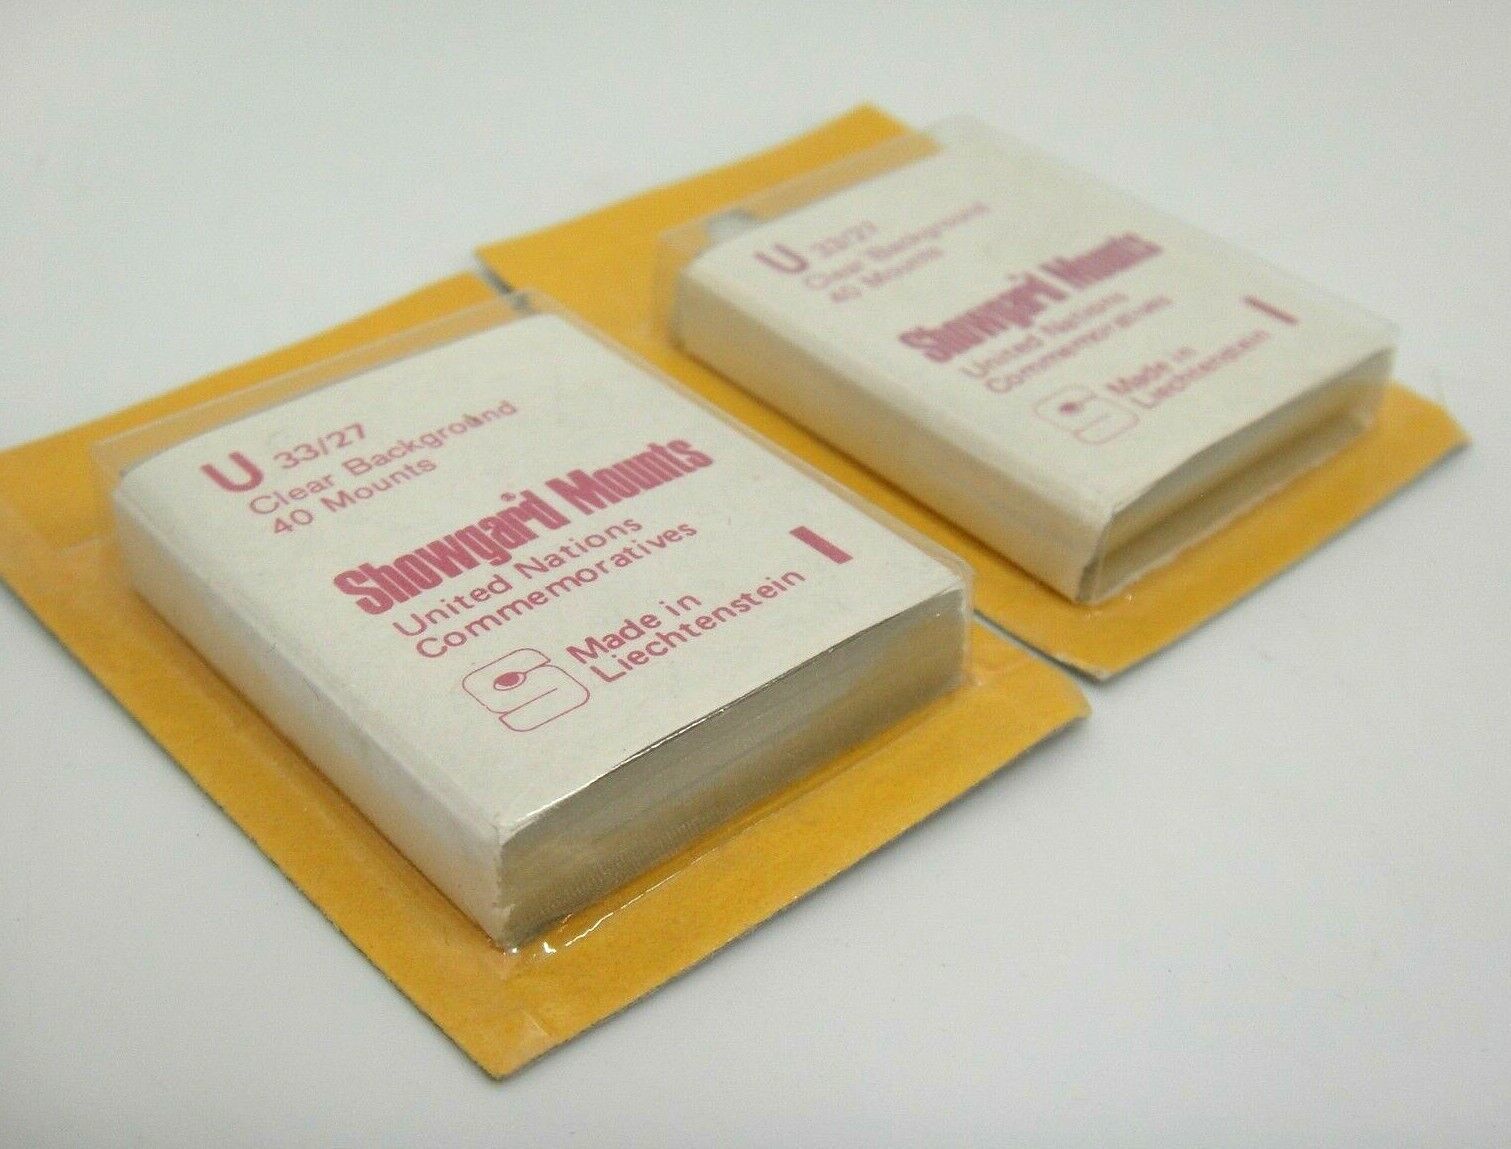 U 33/27
Clear Background
40 Mounts
Showgard Mounts
United Nations
Commemoratives
Made in
Liechtenstein
U 33/27
Clear Background
40 Mounts
Showgard Mounts
United Nations
Commemoratives
Made in
Liechtenstein